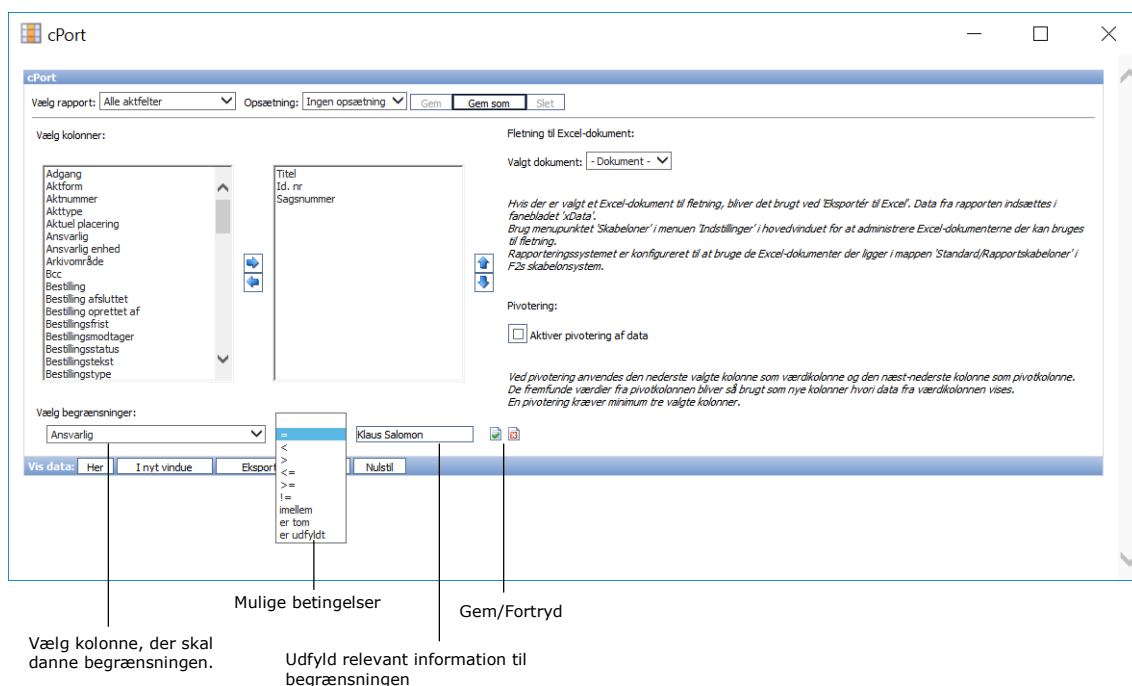 cPort
cPort
Vælg rapport: Alle aktfelter Opsætning: Ingen opsætning Gem Gem som Slet
Vælg kolonner:
Adgang
Aktform
Aktnummer
Akttype
Aktuel placering
Ansvarlig
Ansvarlig enhed
Arkivområde
Bcc
Bestilling
Bestilling afsluttet
Bestilling oprettet af
Bestillingsfrist
Bestillingsmodtager
Bestillingsstatus
Bestillingstekst
Bestillingstype
Titel
Id. nr
Sagsnummer
Fletning til Excel-dokument:
Valgt dokument: - Dokument -
Hvis der er valgt et Excel-dokument til fletning, bliver det brugt ved 'Eksportér til Excel'. Data fra rapporten indsættes i
fanebladet 'xData'.
Brug menupunktet 'Skabeloner' i menuen 'Indstillinger' i hovedvinduet for at administrere Excel-dokumenterne der kan bruges
til fletning.
Rapporteringssystemet er konfigureret til at bruge de Excel-dokumenter der ligger i mappen 'Standard/Rapportskabeloner' i
F2s skabelonsystem.
Pivotering:
Aktiver pivotering af data
Ved pivotering anvendes den nederste valgte kolonne som værdikolonne og den næst-nederste kolonne som pivotkolonne.
De fremfundne værdier fra pivotkolonnen bliver så brugt som nye kolonner hvori data fra værdikolonnen vises.
En pivotering kræver minimum tre valgte kolonner.
Vælg begrænsninger:
Ansvarlig
=
<
>
<=
>=
!=
imellem
er tom
er udfyldt
Klaus Salomon
Vis data: Her I nyt vindue Eksport Nulstil
Mulige betingelser
Gem/Fortryd
Vælg kolonne, der skal
danne begrænsningen.
Udfyld relevant information til
begrænsningen